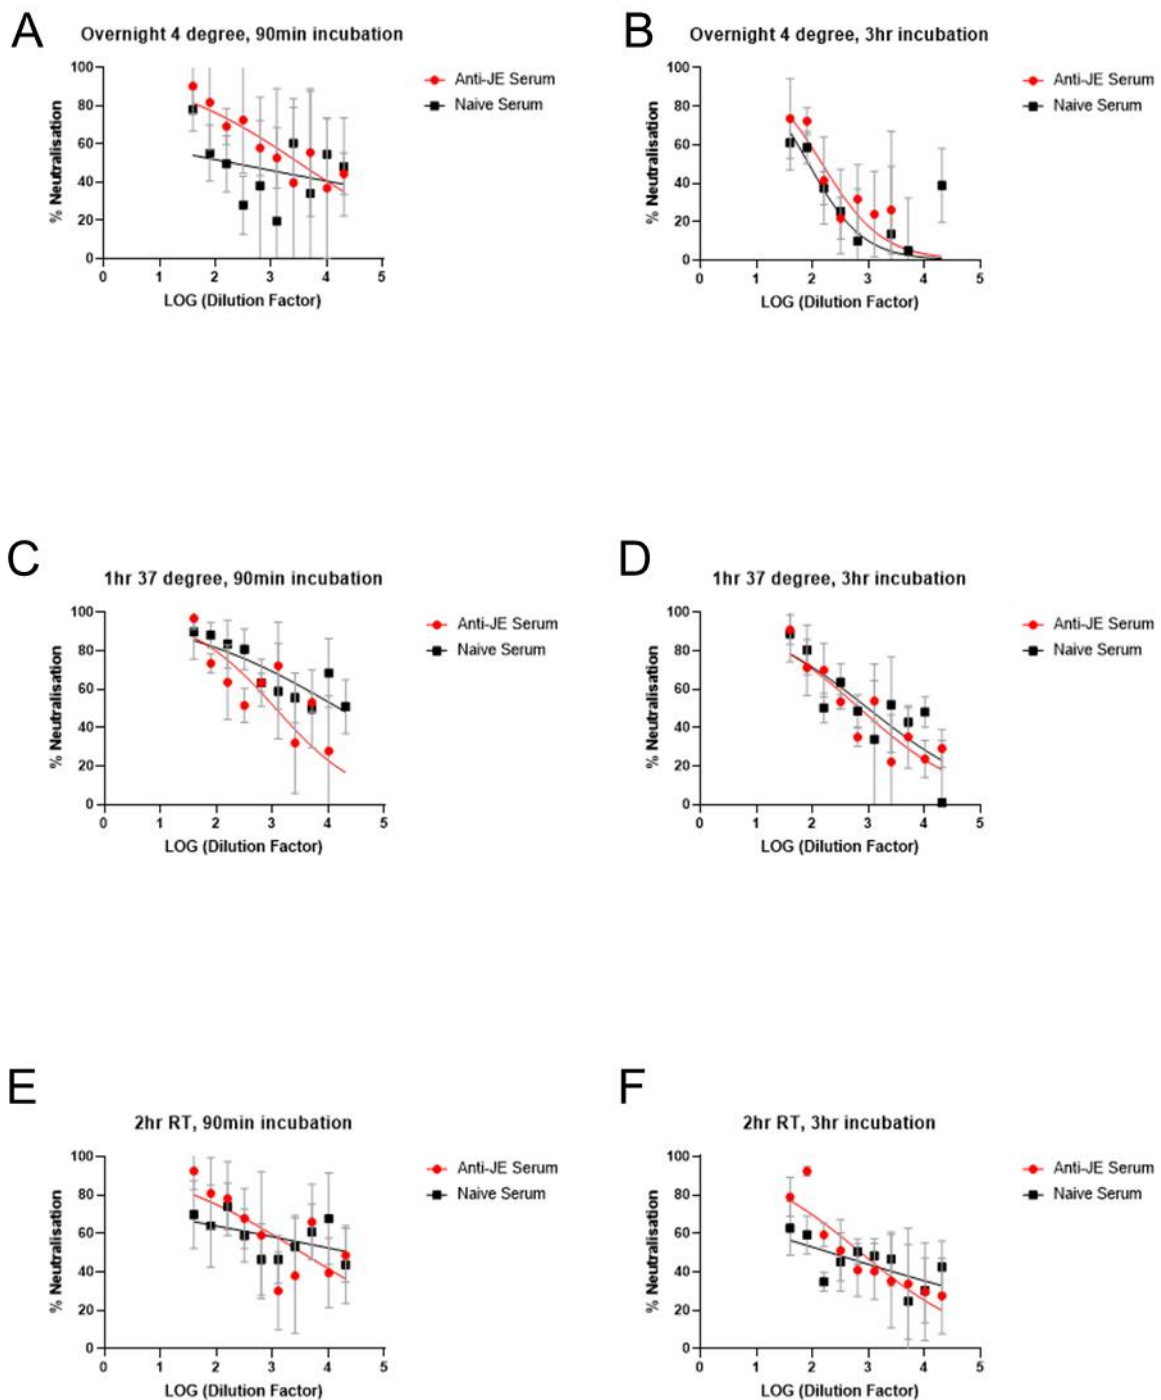 A
Overnight 4 degree, 90min incubation
100
80
60
40
20
0
% Neutralisation
0 1 2 3 4 5
LOG (Dilution Factor)
Anti-JE Serum
Naive Serum
B
Overnight 4 degree, 3hr incubation
100
80
60
40
20
0
% Neutralisation
0 1 2 3 4 5
LOG (Dilution Factor)
Anti-JE Serum
Naive Serum
C
1hr 37 degree, 90min incubation
100
80
60
40
20
0
% Neutralisation
0 1 2 3 4 5
LOG (Dilution Factor)
Anti-JE Serum
Naive Serum
D
1hr 37 degree, 3hr incubation
100
80
60
40
20
0
% Neutralisation
0 1 2 3 4 5
LOG (Dilution Factor)
Anti-JE Serum
Naive Serum
E
2hr RT, 90min incubation
100
80
60
40
20
0
% Neutralisation
0 1 2 3 4 5
LOG (Dilution Factor)
Anti-JE Serum
Naive Serum
F
2hr RT, 3hr incubation
100
80
60
40
20
0
% Neutralisation
0 1 2 3 4 5
LOG (Dilution Factor)
Anti-JE Serum
Naive Serum